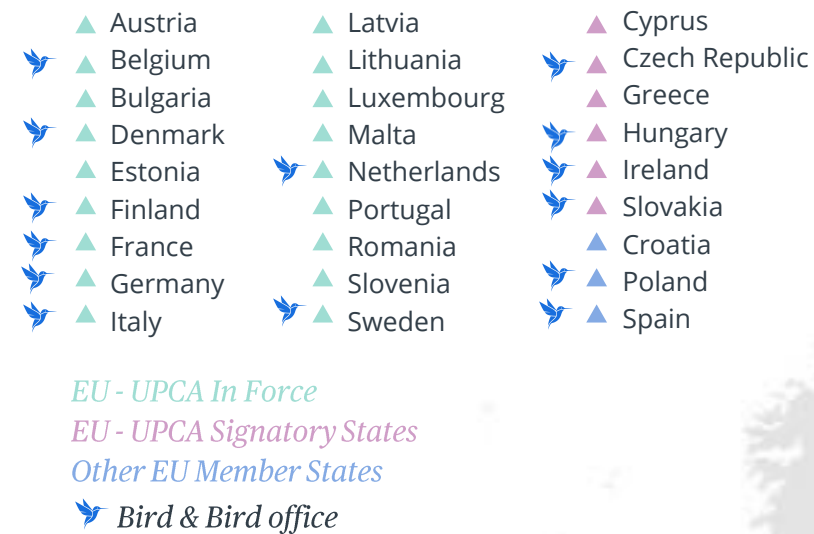 Austria
Belgium
Bulgaria
Denmark
Estonia
Finland
France
Germany
Italy
Latvia
Lithuania
Luxembourg
Malta
Netherlands
Portugal
Romania
Slovenia
Sweden
Cyprus
Czech Republic
Greece
Hungary
Ireland
Slovakia
Croatia
Poland
Spain
EU - UPCA In Force
EU - UPCA Signatory States
Other EU Member States
Bird & Bird office